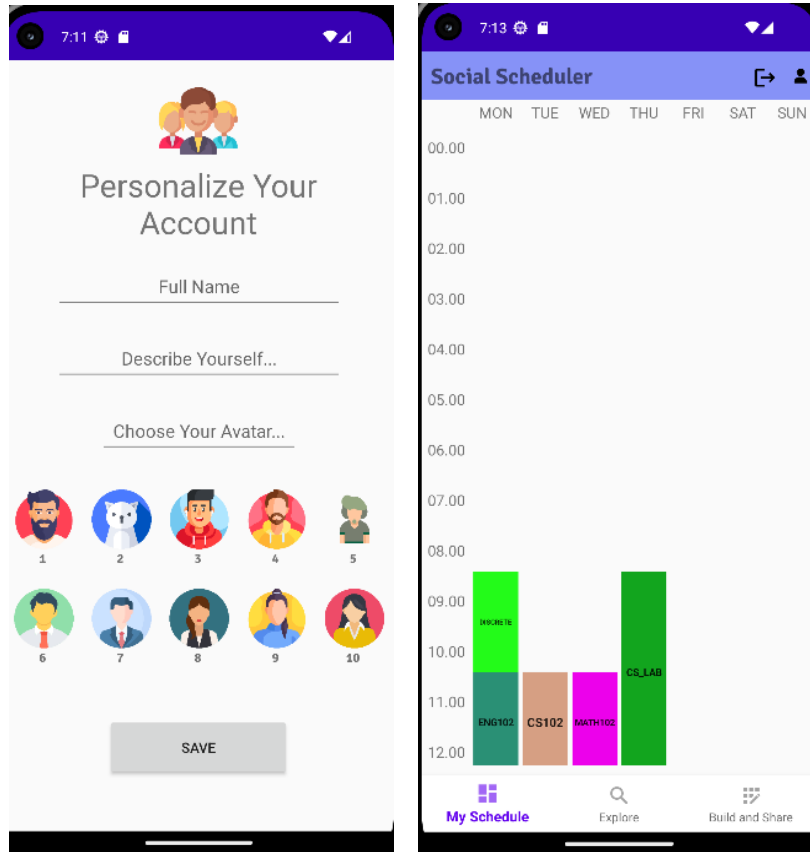 7:11
Personalize Your
Account
Full Name
Describe Yourself...
Choose Your Avatar...
1 2 3 4 5
6 7 8 9 10
SAVE
7:13
Social Scheduler
MON TUE WED THU FRI SAT SUN
00.00
01.00
02.00
03.00
04.00
05.00
06.00
07.00
08.00
09.00
DISCRETE
10.00
CS_LAB
11.00
ENG102 CS102 MATH102
12.00
My Schedule Explore Build and Share